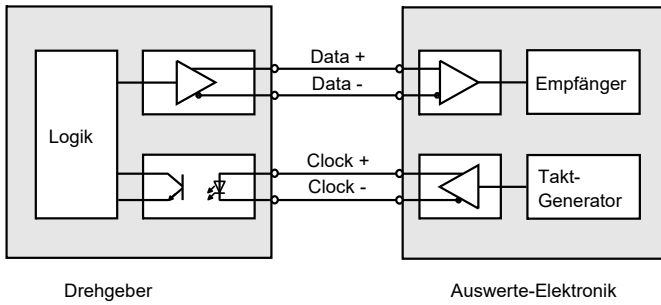 Data +
Data -
Empfänger
Logik
Clock +
Clock -
Takt-
Generator
Drehgeber
Auswerte-Elektronik